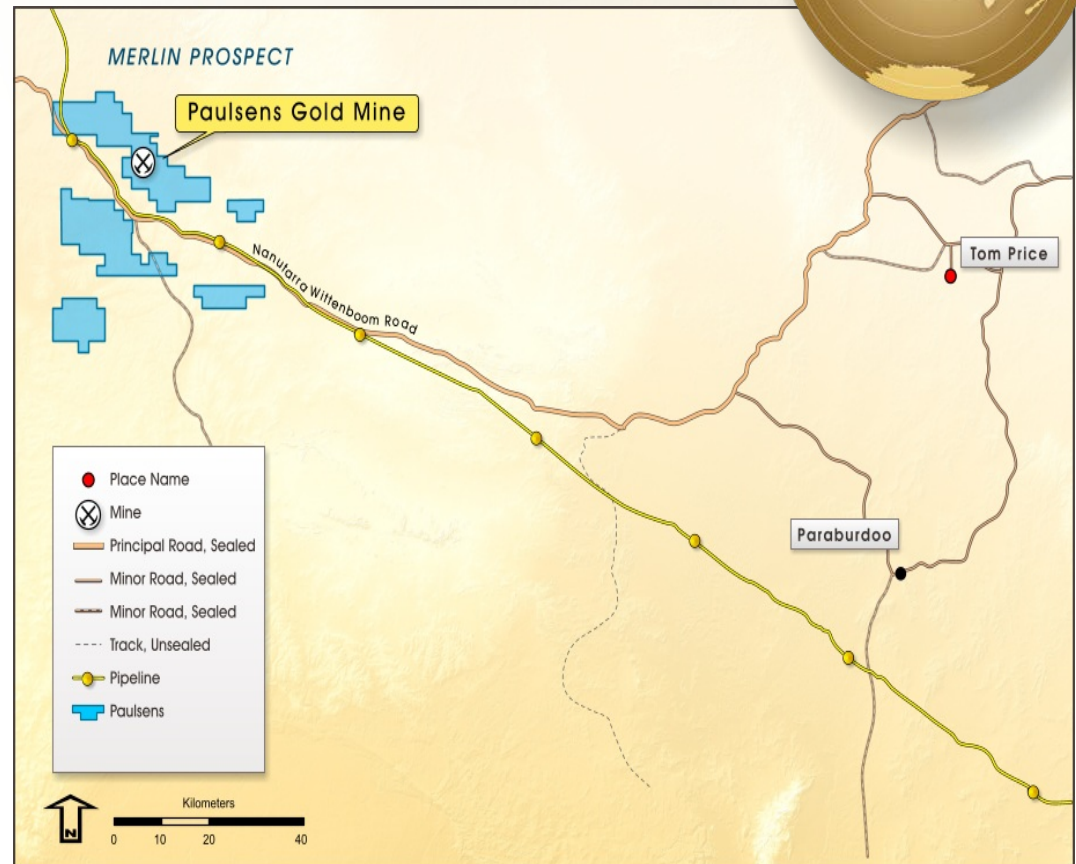 MERLIN PROSPECT
Paulsens Gold Mine
Nanutarra Wittenboom Road
Tom Price
Paraburdoo
Place Name
Mine
Principal Road, Sealed
Minor Road, Sealed
Minor Road, Sealed
Track, Unsealed
Pipeline
Paulsens
N
Kilometers
0 10 20 40